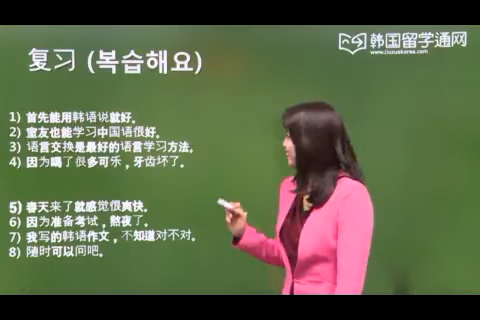 复习 (복습해요)
韩国留学通网
www.liuxuekorea.com
1) 首先能用韩语说就好。
2) 室友也能学习中国语很好。
3) 语言交换是最好的语言学习方法。
4) 因为喝了很多可乐，牙齿坏了。
5) 春天来了就感觉很爽快。
6) 因为准备考试，熬夜了。
7) 我写的韩语作文，不知道对不对。
8) 随时可以问吧。